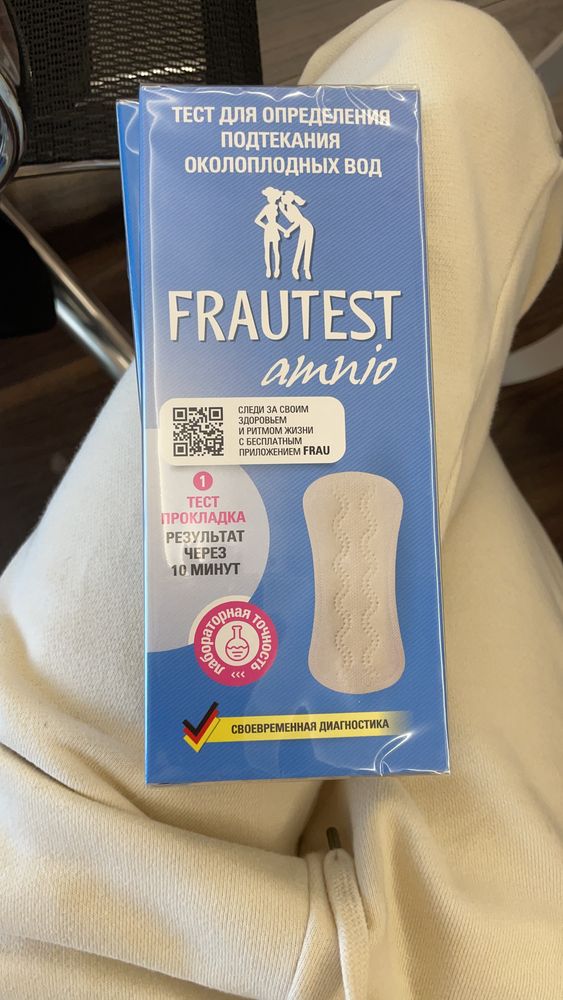 ТЕСТ ДЛЯ ОПРЕДЕЛЕНИЯ
ПОДТЕКАНИЯ
ОКОЛОПЛОДНЫХ ВОД
FRAUTEST
amnio
СЛЕДИ ЗА СВОИМ
ЗДОРОВЬЕМ
И РИТМОМ ЖИЗНИ
С БЕСПЛАТНЫМ
ПРИЛОЖЕНИЕМ FRAU
1
ТЕСТ
ПРОКЛАДКА
РЕЗУЛЬТАТ
ЧЕРЕЗ
10 МИНУТ
лабораторная точность
<<<
СВОЕВРЕМЕННАЯ ДИАГНОСТИКА